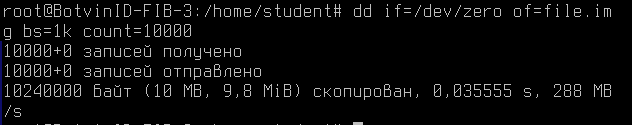 root@BotvinID-FIB-3:/home/student# dd if=/dev/zero of=file.im
g bs=1k count=10000
10000+0 записей получено
10000+0 записей отправлено
10240000 байт (10 MB, 9,8 MiB) скопирован, 0,035555 s, 288 MB
/s